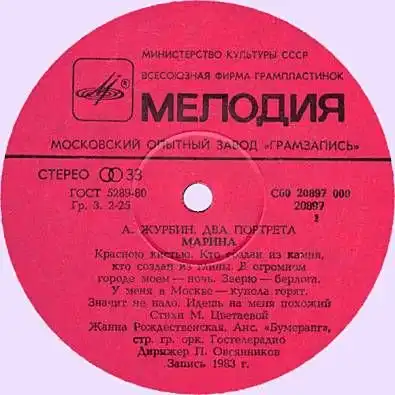 МИНИСТЕРСТВО КУЛЬТУРЫ СССР
ВСЕСОЮЗНАЯ ФИРМА ГРАМПЛАСТИНОК
МЕЛОДИЯ
МОСКОВСКИЙ ОПЫТНЫЙ ЗАВОД «ГРАМЗАПИСЬ»
СТЕРЕО 33
ГОСТ 5289-80
Гр. 3. 2-25
С60 20897 000
20897
1
А. ЖУРБИН. ДВА ПОРТРЕТА
МАРИНА
Красною кистью. Кто создан из камня,
кто создан из глины. В огромном
городе моем — ночь. Зверю — берлога.
У меня в Москве — купола горят.
Значит не надо. Идешь на меня похожий
Стихи М. Цветаевой
Жанна Рождественская. Анс. «Бумеранг»,
стр. гр. орк. Гостелерадио
Дирижер П. Овсянников
Запись 1983 г.